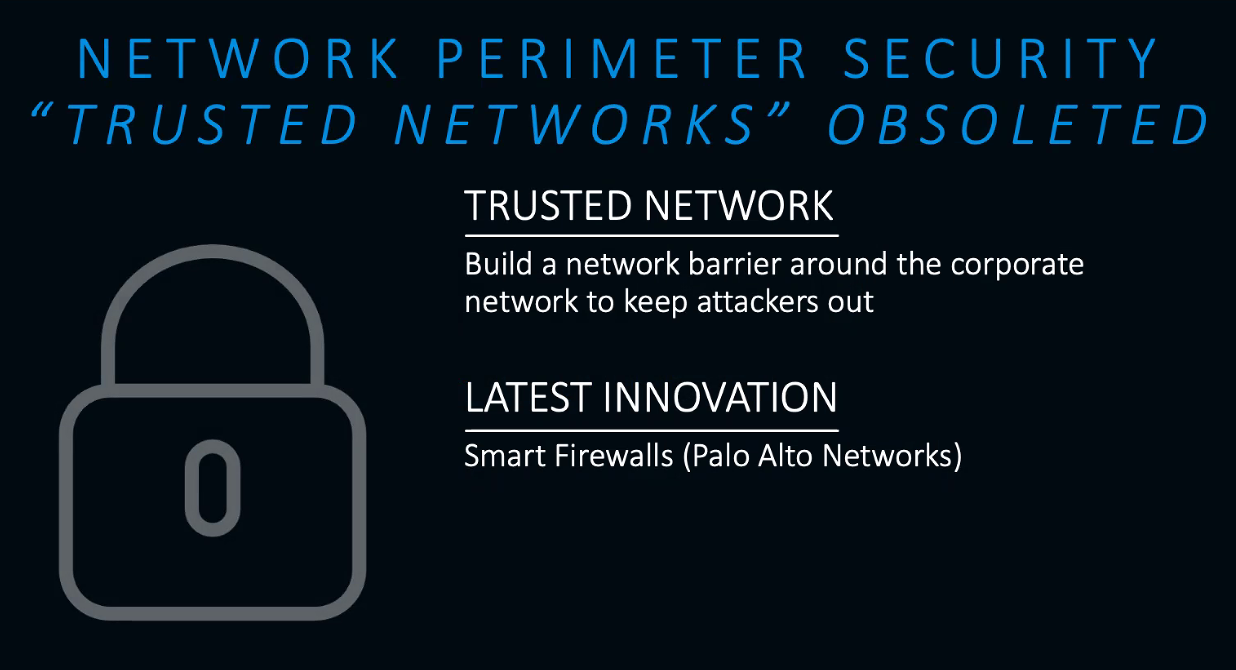 NETWORK PERIMETER SECURITY
“TRUSTED NETWORKS” OBSOLETED
TRUSTED NETWORK
Build a network barrier around the corporate
network to keep attackers out
LATEST INNOVATION
Smart Firewalls (Palo Alto Networks)